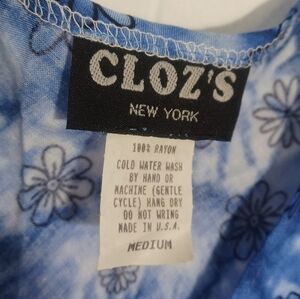 CLOZ'S
NEW YORK
100% RAYON
COLD WATER WASH
BY HAND OR
MACHINE (GENTLE
CYCLE) HANG DRY
DO NOT WRING
MADE IN U.S.A.
MEDIUM